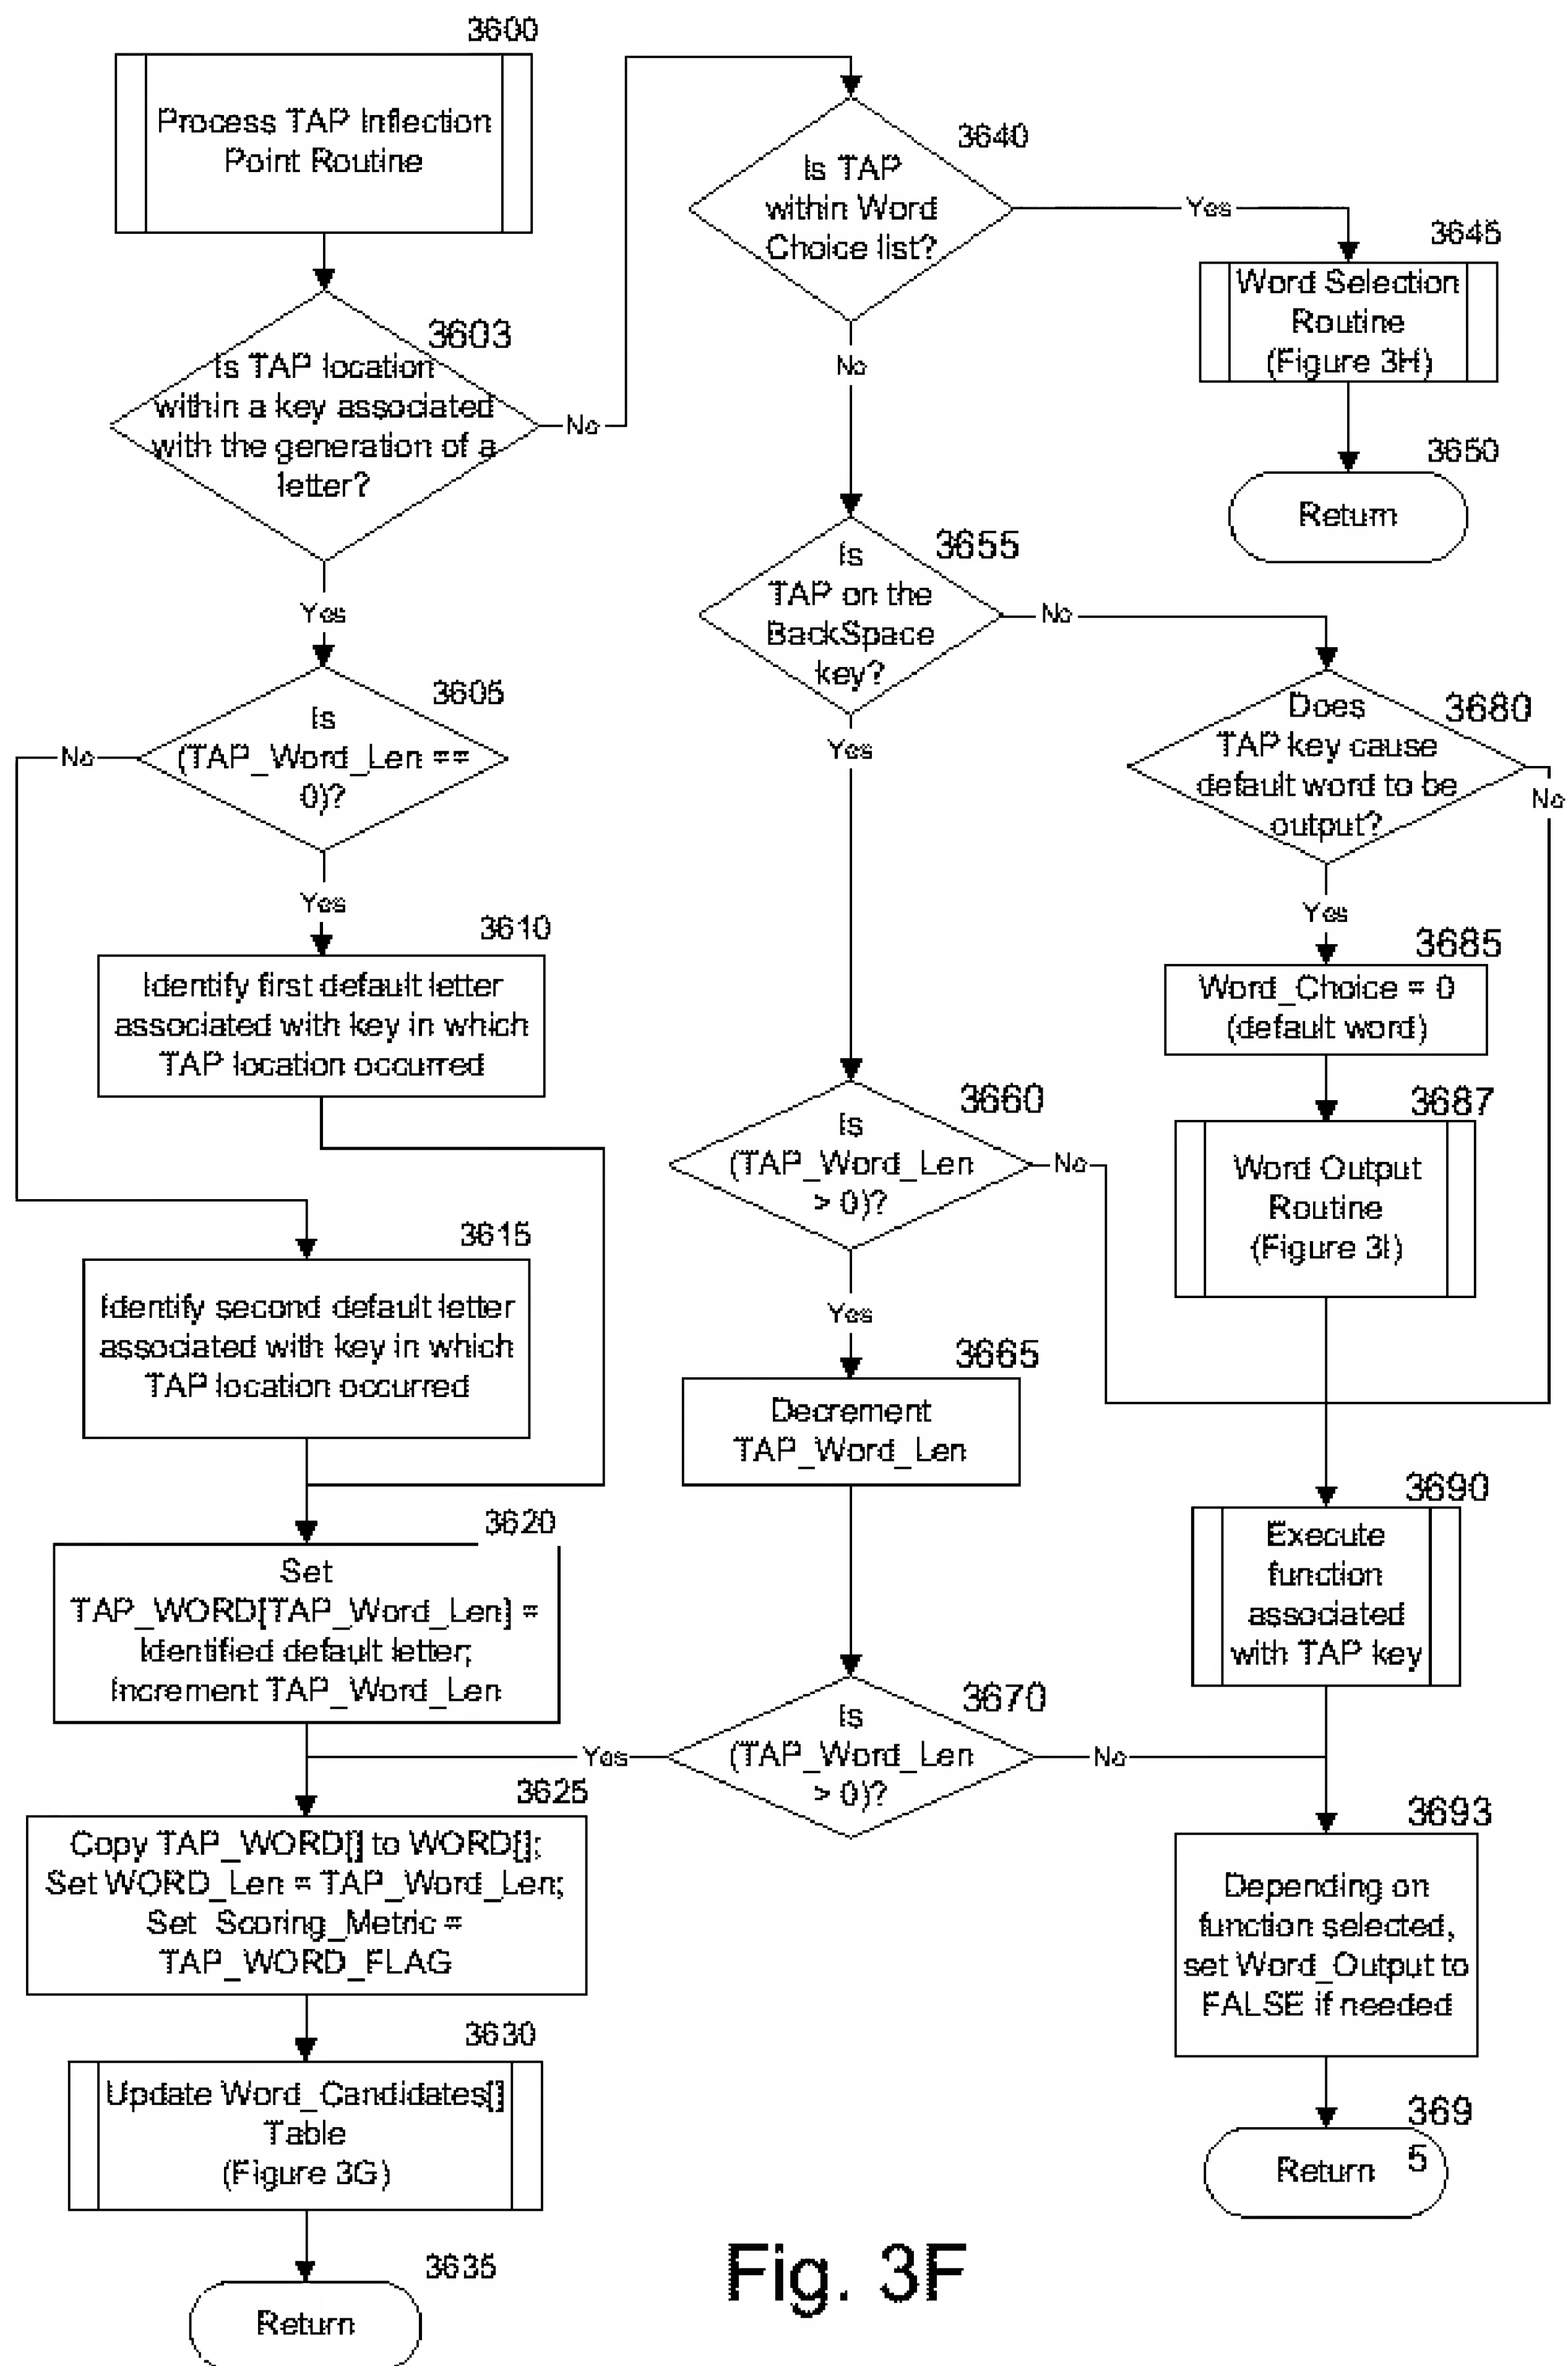 3600
Process TAP Inflection
Point Routine
3603
Is TAP location
within a key associated
with the generation of a
letter?
No
Yes
3605
Is
(TAP_Word_Len ==
0)?
No
Yes
3610
Identify first default letter
associated with key in which
TAP location occurred
3615
Identify second default letter
associated with key in which
TAP location occurred
3620
Set
TAP_WORD[TAP_Word_Len] =
Identified default letter;
Increment TAP_Word_Len
3625
Copy TAP_WORD[] to WORD[];
Set WORD_Len = TAP_Word_Len;
Set Scoring_Metric =
TAP_WORD_FLAG
3630
Update Word_Candidates[]
Table
(Figure 3G)
3635
Return
3640
Is TAP
within Word
Choice list?
Yes
No
3645
Word Selection
Routine
(Figure 3H)
3650
Return
3655
Is
TAP on the
BackSpace
key?
No
Yes
3660
Is
(TAP_Word_Len
> 0)?
No
Yes
3665
Decrement
TAP_Word_Len
3670
Is
(TAP_Word_Len
> 0)?
Yes
No
3680
Does
TAP key cause
default word to be
output?
No
Yes
3685
Word_Choice = 0
(default word)
3687
Word Output
Routine
(Figure 3I)
3690
Execute
function
associated
with TAP key
3693
Depending on
function selected,
set Word_Output to
FALSE if needed
369
5
Return
Fig. 3F